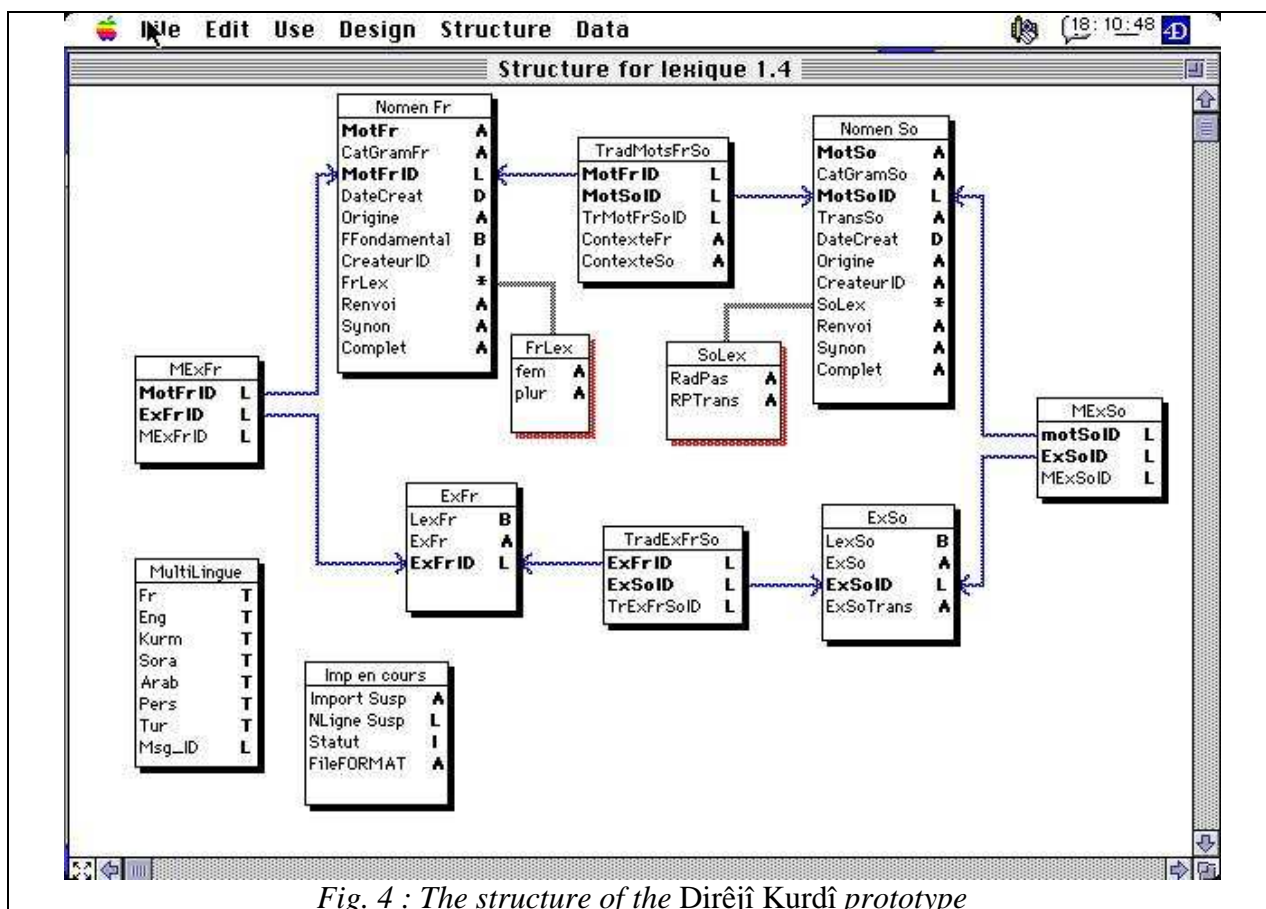 File Edit Use Design Structure Data 18:10:48 4D
Structure for lexique 1.4
Nomen Fr
MotFr A
CatGramFr A
MotFrID L
DateCreat D
Origine A
FFondamental B
CreateurID I
FrLex *
Renvoi A
Synon A
Complet A
TradMotsFrSo
MotFrID L
MotSoID L
TrMotFrSoID L
ContexteFr A
ContexteSo A
Nomen So
MotSo A
CatGramSo A
MotSoID L
TransSo A
DateCreat D
Origine A
CreateurID A
SoLex *
Renvoi A
Synon A
Complet A
FrLex
fem A
plur A
SoLex
RadPas A
RPTrans A
MExFr
MotFrID L
ExFrID L
MExFrID L
MExSo
motSoID L
ExSoID L
MExSoID L
ExFr
LexFr B
ExFr A
ExFrID L
TradExFrSo
ExFrID L
ExSoID L
TrExFrSoID L
ExSo
LexSo B
ExSo A
ExSoID L
ExSoTrans A
MultiLingue
Fr T
Eng T
Kurm T
Sora T
Arab T
Pers T
Tur T
Msg_ID L
Imp en cours
Import Susp A
NLigne Susp L
Statut I
FileFORMAT A
Fig. 4 : The structure of the Dirêjî Kurdî prototype